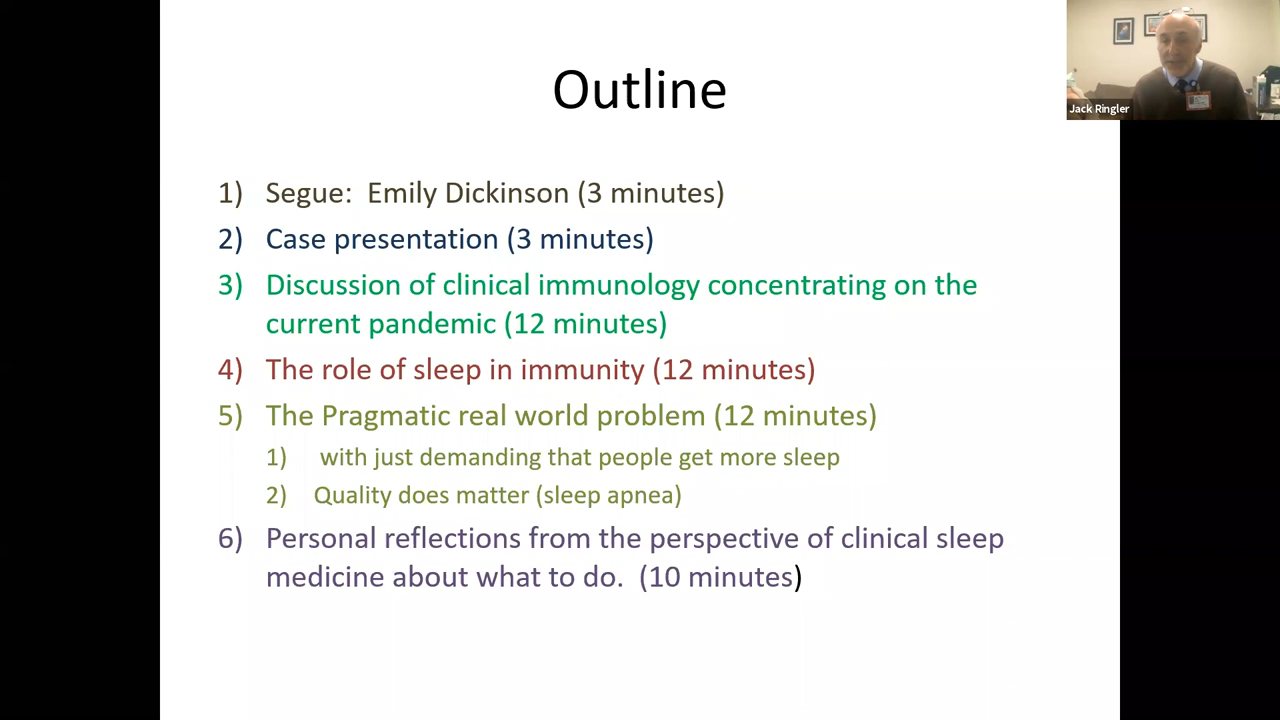 Outline
Jack Ringler
1) Segue:  Emily Dickinson (3 minutes)
2) Case presentation (3 minutes)
3) Discussion of clinical immunology concentrating on the
current pandemic (12 minutes)
4) The role of sleep in immunity (12 minutes)
5) The Pragmatic real world problem (12 minutes)
1) with just demanding that people get more sleep
2) Quality does matter (sleep apnea)
6) Personal reflections from the perspective of clinical sleep
medicine about what to do.  (10 minutes)